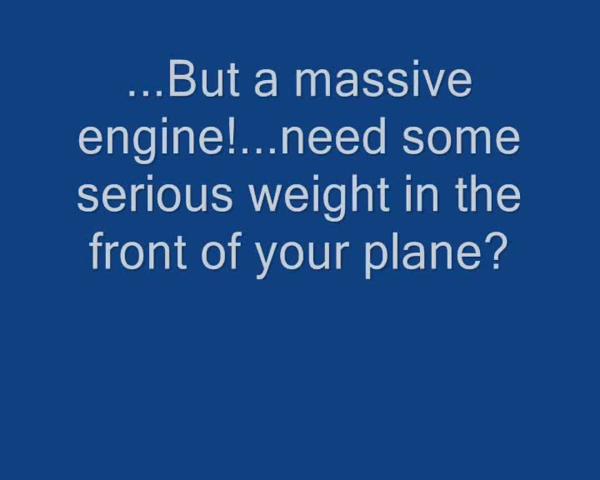 ...But a massive
engine!...need some
serious weight in the
front of your plane?